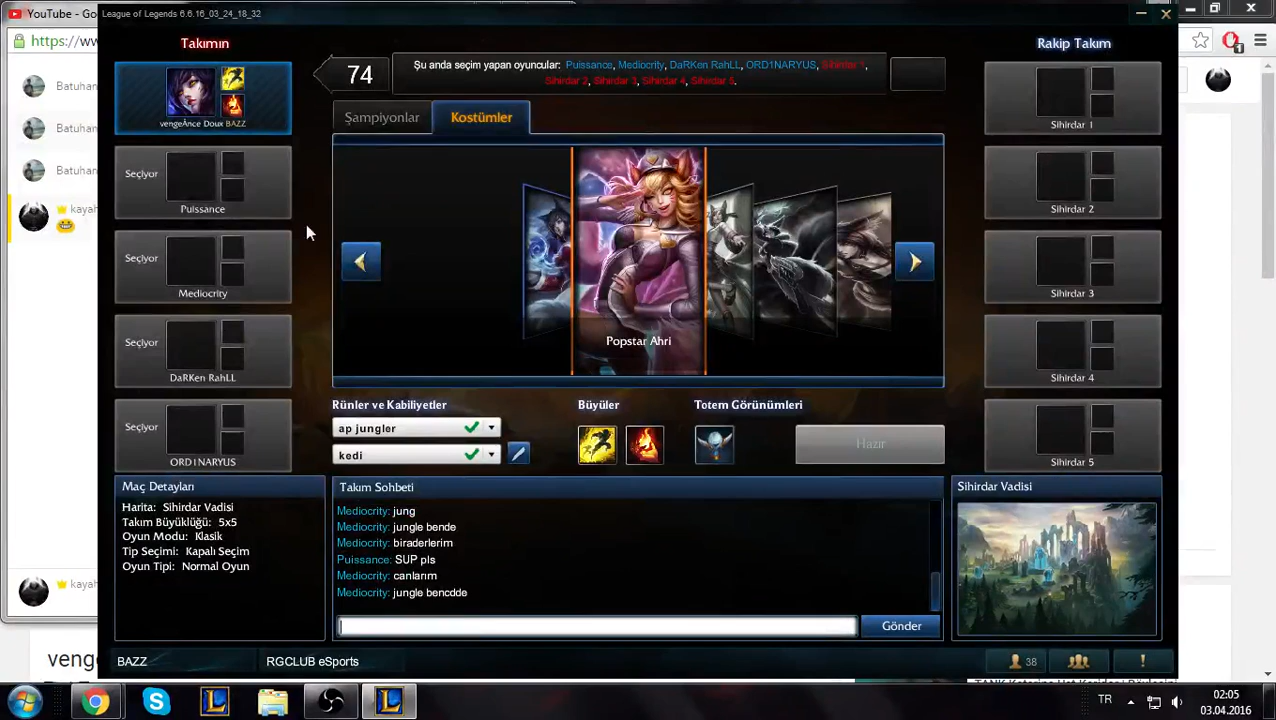 YouTube - Google
League of Legends 6.6.16_03_24_18_32
https://ww
Batuhan
Batuhan
Batuhan
kayah
kayah
venge
Takımın
74
Şu anda seçim yapan oyuncular: Puissance, Mediocrity, DaRKen RahLL, ORD1NARYUS, Sihirdar 1,
Sihirdar 2, Sihirdar 3, Sihirdar 4, Sihirdar 5.
Rakip Takım
1
vengeÂnce Doux BAZZ
Seçiyor
Puissance
Seçiyor
Mediocrity
Seçiyor
DaRKen RahLL
Seçiyor
ORD1NARYUS
Şampiyonlar
Kostümler
Popstar Ahri
Sihirdar 1
Sihirdar 2
Sihirdar 3
Sihirdar 4
Sihirdar 5
Rünler ve Kabiliyetler
ap jungler
kedi
Büyüler
Totem Görünümleri
Hazır
Maç Detayları
Harita: Sihirdar Vadisi
Takım Büyüklüğü: 5x5
Oyun Modu: Klasik
Tip Seçimi: Kapalı Seçim
Oyun Tipi: Normal Oyun
Takım Sohbeti
Mediocrity: jung
Mediocrity: jungle bende
Mediocrity: biraderlerim
Puissance: SUP pls
Mediocrity: canlarım
Mediocrity: jungle bencdde
Gönder
Sihirdar Vadisi
BAZZ
RGCLUB eSports
38
TR
02:05
03.04.2016